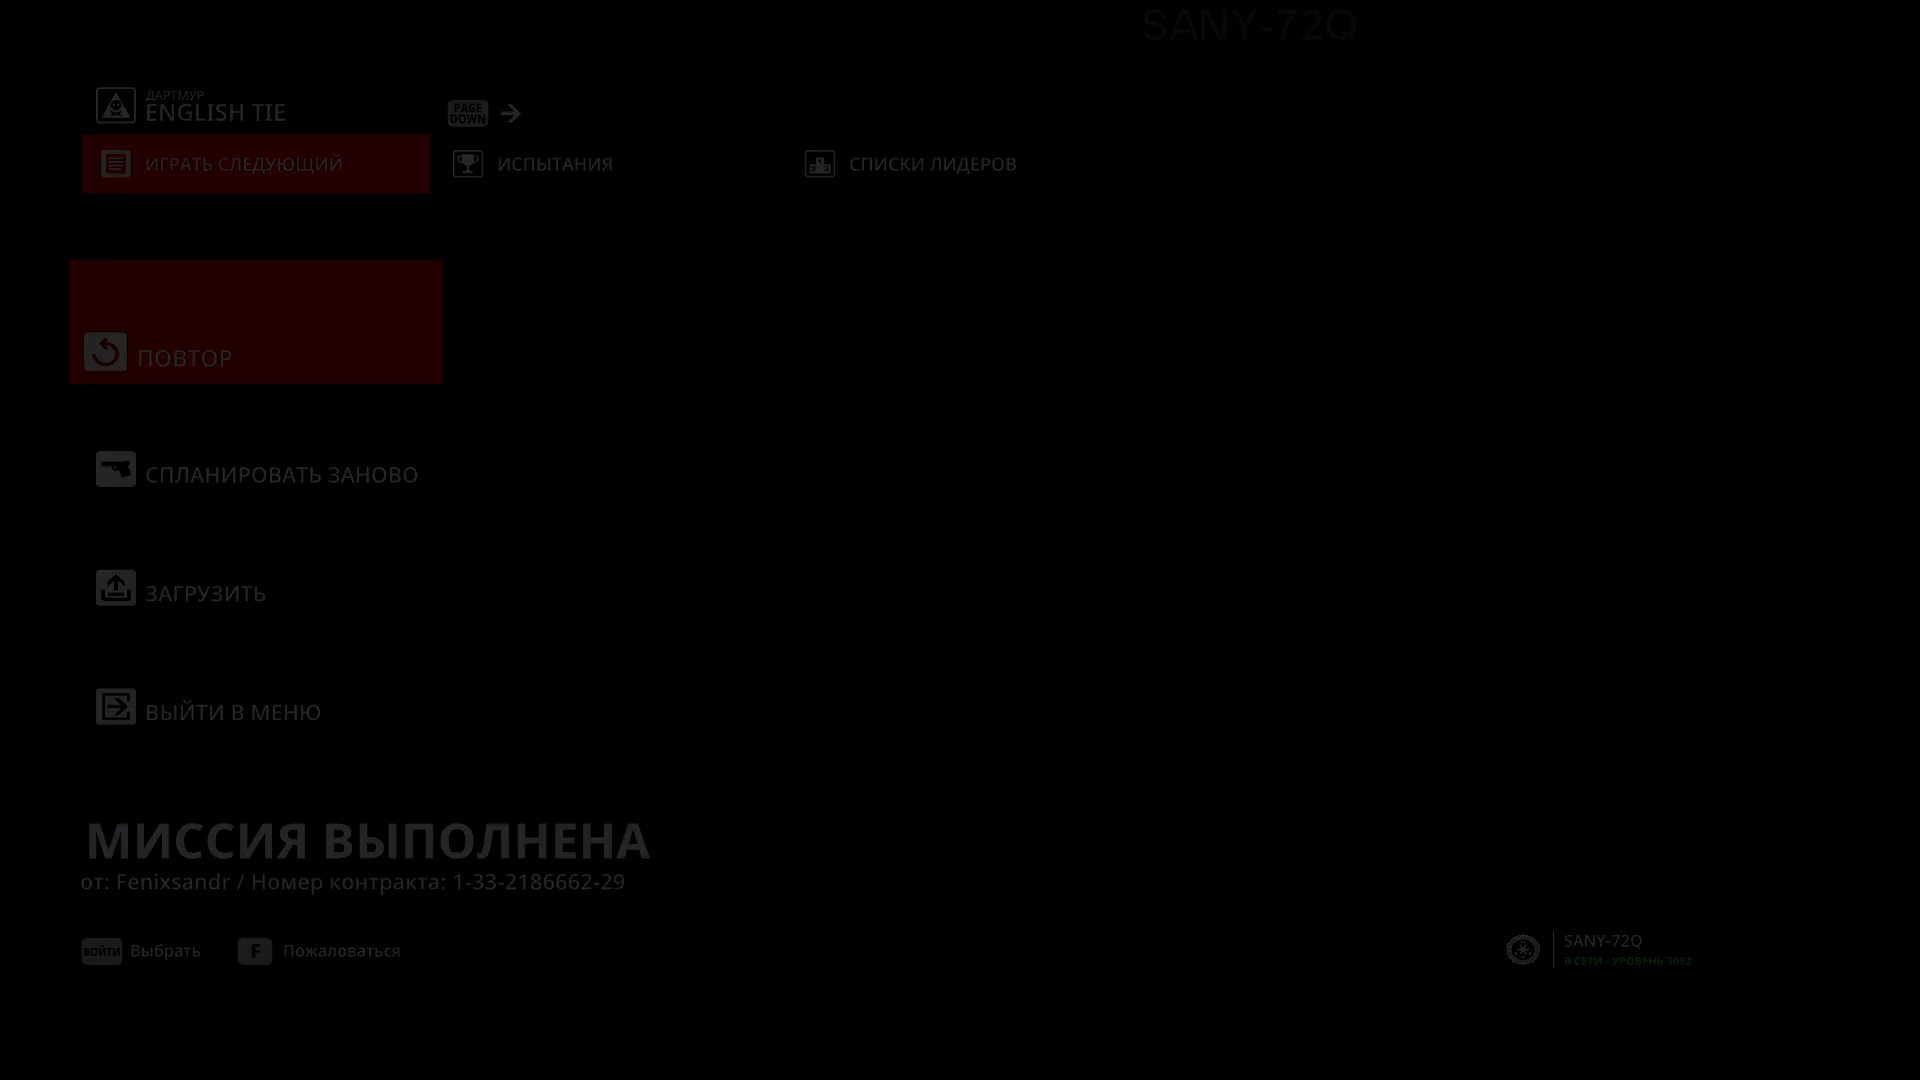 SANY-72Q
ДАРТМУР
ENGLISH TIE
PAGE DOWN
ИГРАТЬ СЛЕДУЮЩИЙ
ИСПЫТАНИЯ
СПИСКИ ЛИДЕРОВ
ПОВТОР
СПЛАНИРОВАТЬ ЗАНОВО
ЗАГРУЗИТЬ
ВЫЙТИ В МЕНЮ
МИССИЯ ВЫПОЛНЕНА
от: Fenixsandr / Номер контракта: 1-33-2186662-29
ВОЙТИ Выбрать F Пожаловаться
SANY-72Q
В СЕТИ - УРОВЕНЬ 3082